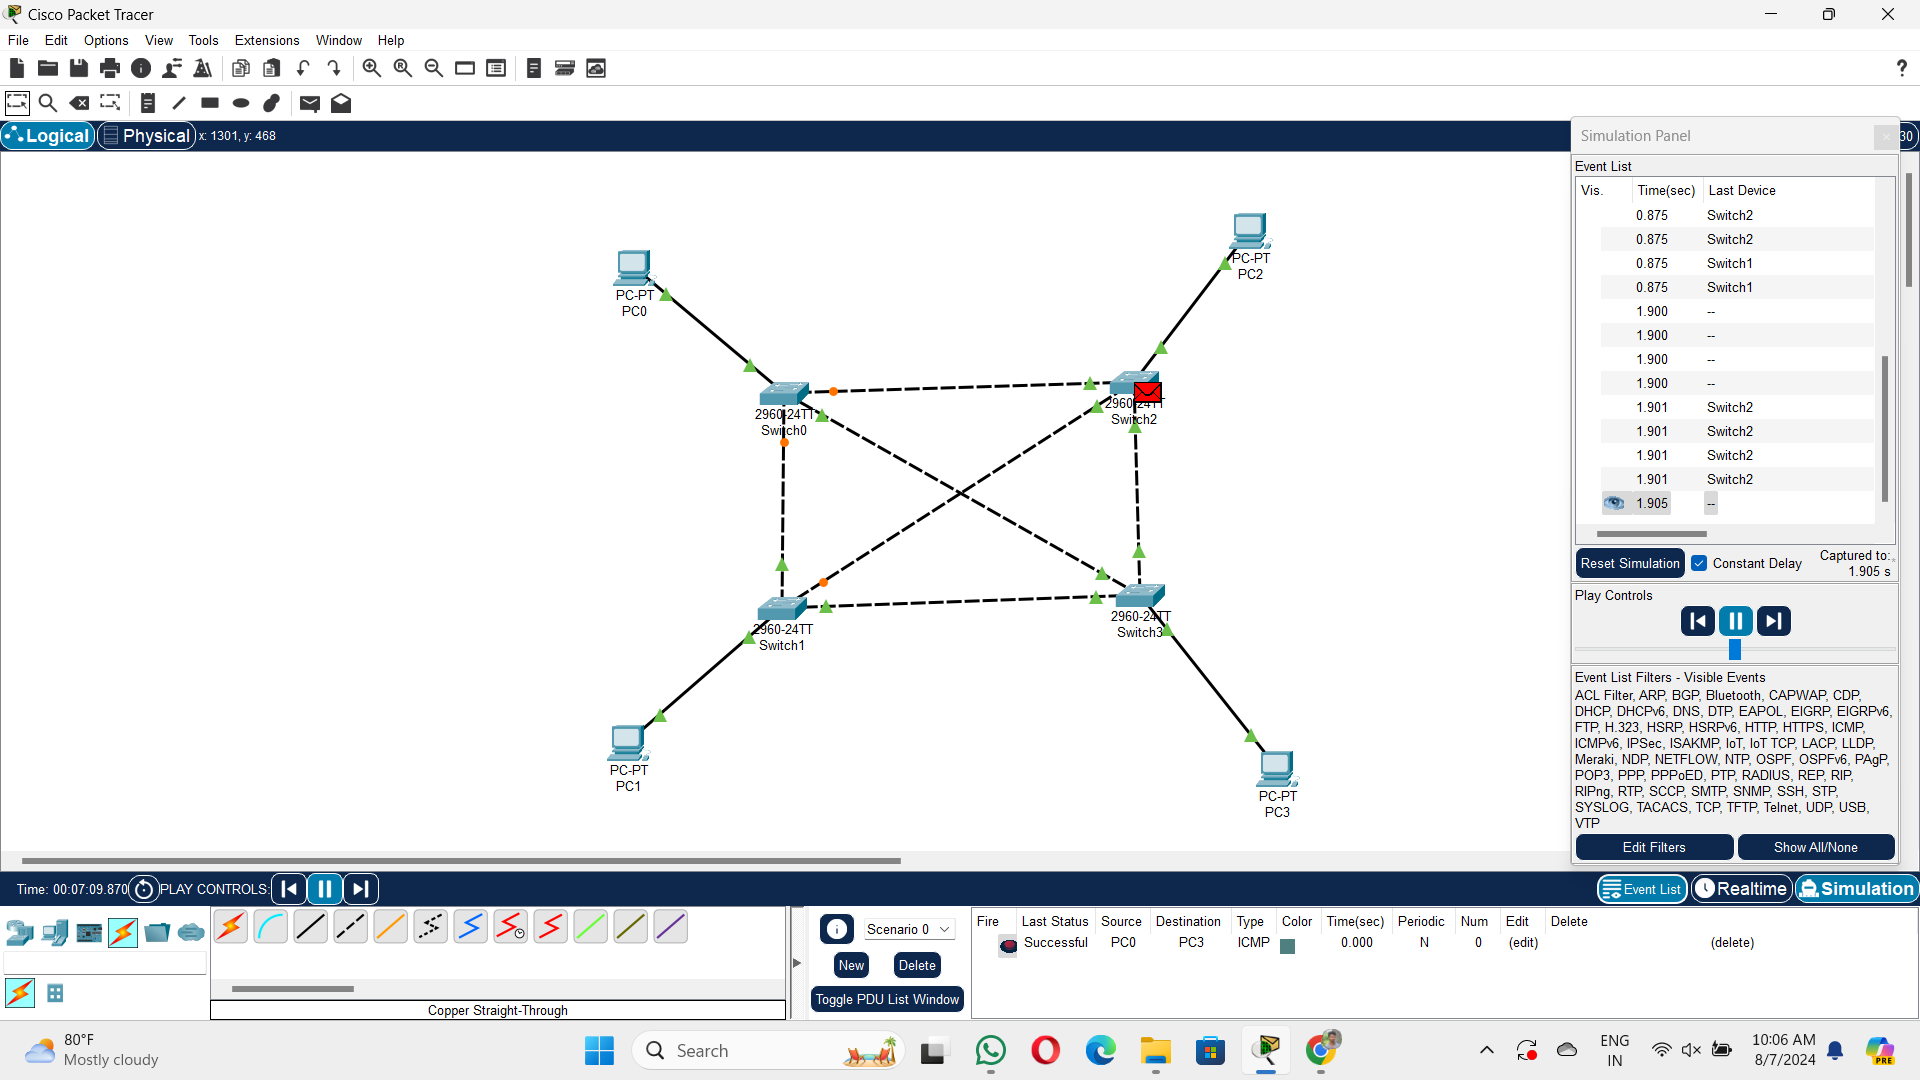 Cisco Packet Tracer
File Edit Options View Tools Extensions Window Help
?
Logical Physical x: 1301, y: 468
30
Simulation Panel
Event List
Vis. Time(sec) Last Device
0.875 Switch2
0.875 Switch2
0.875 Switch1
0.875 Switch1
1.900 --
1.900 --
1.900 --
1.900 --
1.901 Switch2
1.901 Switch2
1.901 Switch2
1.901 Switch2
1.905 --
Reset Simulation Constant Delay Captured to:
1.905 s
Play Controls
Event List Filters - Visible Events
ACL Filter, ARP, BGP, Bluetooth, CAPWAP, CDP,
DHCP, DHCPv6, DNS, DTP, EAPOL, EIGRP, EIGRPv6,
FTP, H.323, HSRP, HSRPv6, HTTP, HTTPS, ICMP,
ICMPv6, IPSec, ISAKMP, IoT, IoT TCP, LACP, LLDP,
Meraki, NDP, NETFLOW, NTP, OSPF, OSPFv6, PAgP,
POP3, PPP, PPPoED, PTP, RADIUS, REP, RIP,
RIPng, RTP, SCCP, SMTP, SNMP, SSH, STP,
SYSLOG, TACACS, TCP, TFTP, Telnet, UDP, USB,
VTP
Edit Filters Show All/None
PC-PT
PC0
PC-PT
PC2
2960-24TT
Switch0
2960-24TT
Switch2
2960-24TT
Switch1
2960-24TT
Switch3
PC-PT
PC1
PC-PT
PC3
Time: 00:07:09.870 PLAY CONTROLS:
Event List Realtime Simulation
Copper Straight-Through
Scenario 0
New Delete
Toggle PDU List Window
Fire Last Status Source Destination Type Color Time(sec) Periodic Num Edit Delete
Successful PC0 PC3 ICMP 0.000 N 0 (edit) (delete)
80°F
Mostly cloudy
Search
ENG
IN
10:06 AM
8/7/2024
PRE